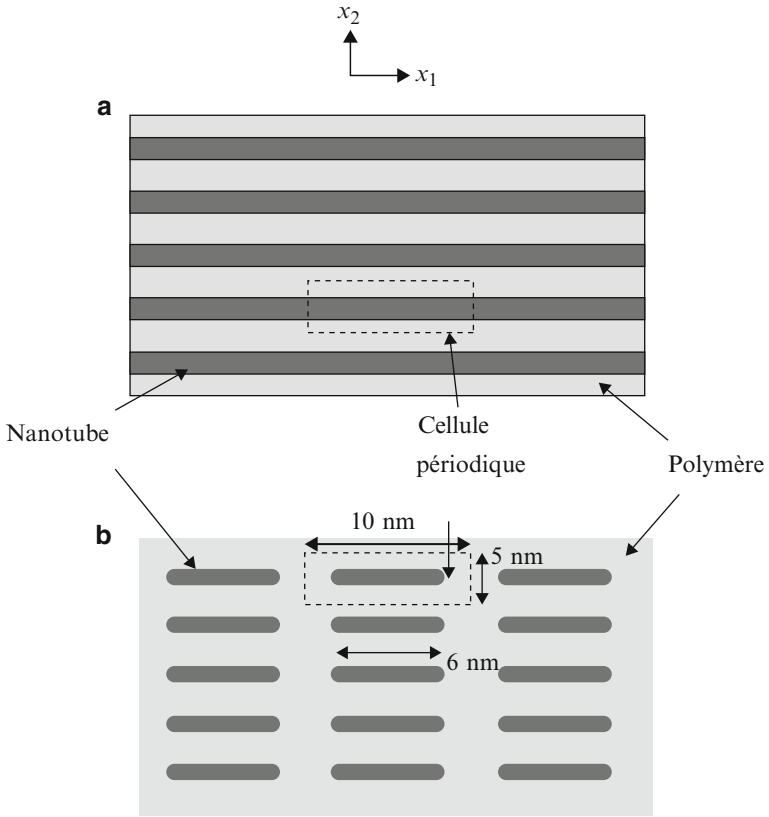 x2
x1
a
Nanotube
Cellule
périodique
Polymère
b
10 nm
5 nm
6 nm